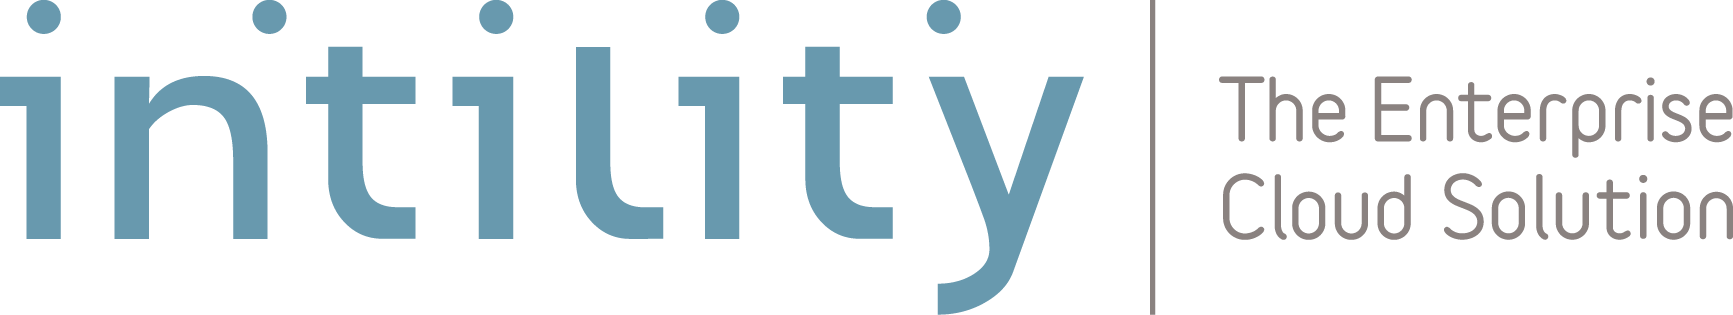 intility
The Enterprise
Cloud Solution